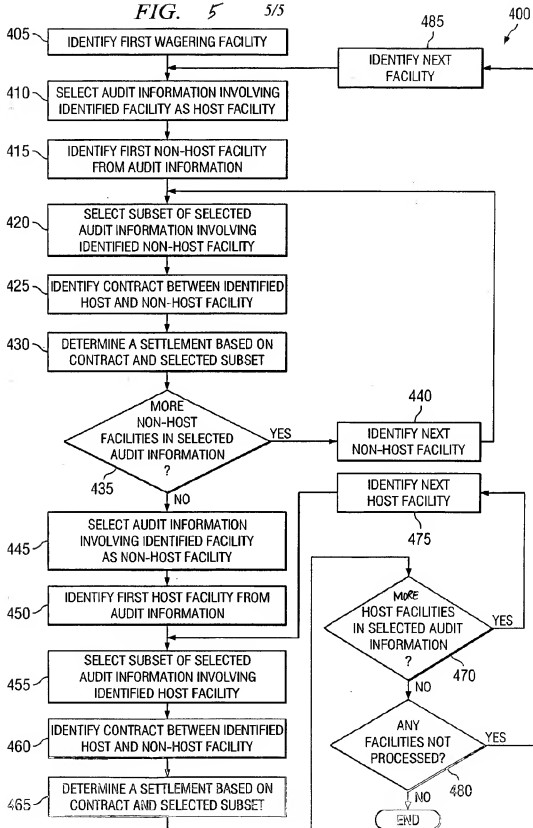 FIG. 5
5/5
400
405
IDENTIFY FIRST WAGERING FACILITY
485
IDENTIFY NEXT
FACILITY
410
SELECT AUDIT INFORMATION INVOLVING
IDENTIFIED FACILITY AS HOST FACILITY
415
IDENTIFY FIRST NON-HOST FACILITY
FROM AUDIT INFORMATION
420
SELECT SUBSET OF SELECTED
AUDIT INFORMATION INVOLVING
IDENTIFIED NON-HOST FACILITY
425
IDENTIFY CONTRACT BETWEEN IDENTIFIED
HOST AND NON-HOST FACILITY
430
DETERMINE A SETTLEMENT BASED ON
CONTRACT AND SELECTED SUBSET
MORE
NON-HOST
FACILITIES IN SELECTED
AUDIT INFORMATION
?
435
YES
NO
440
IDENTIFY NEXT
NON-HOST FACILITY
IDENTIFY NEXT
HOST FACILITY
475
445
SELECT AUDIT INFORMATION
INVOLVING IDENTIFIED FACILITY
AS NON-HOST FACILITY
450
IDENTIFY FIRST HOST FACILITY FROM
AUDIT INFORMATION
455
SELECT SUBSET OF SELECTED
AUDIT INFORMATION INVOLVING
IDENTIFIED HOST FACILITY
460
IDENTIFY CONTRACT BETWEEN IDENTIFIED
HOST AND NON-HOST FACILITY
465
DETERMINE A SETTLEMENT BASED ON
CONTRACT AND SELECTED SUBSET
MORE
HOST FACILITIES
IN SELECTED AUDIT
INFORMATION
?
470
YES
NO
ANY
FACILITIES NOT
PROCESSED?
480
YES
NO
END